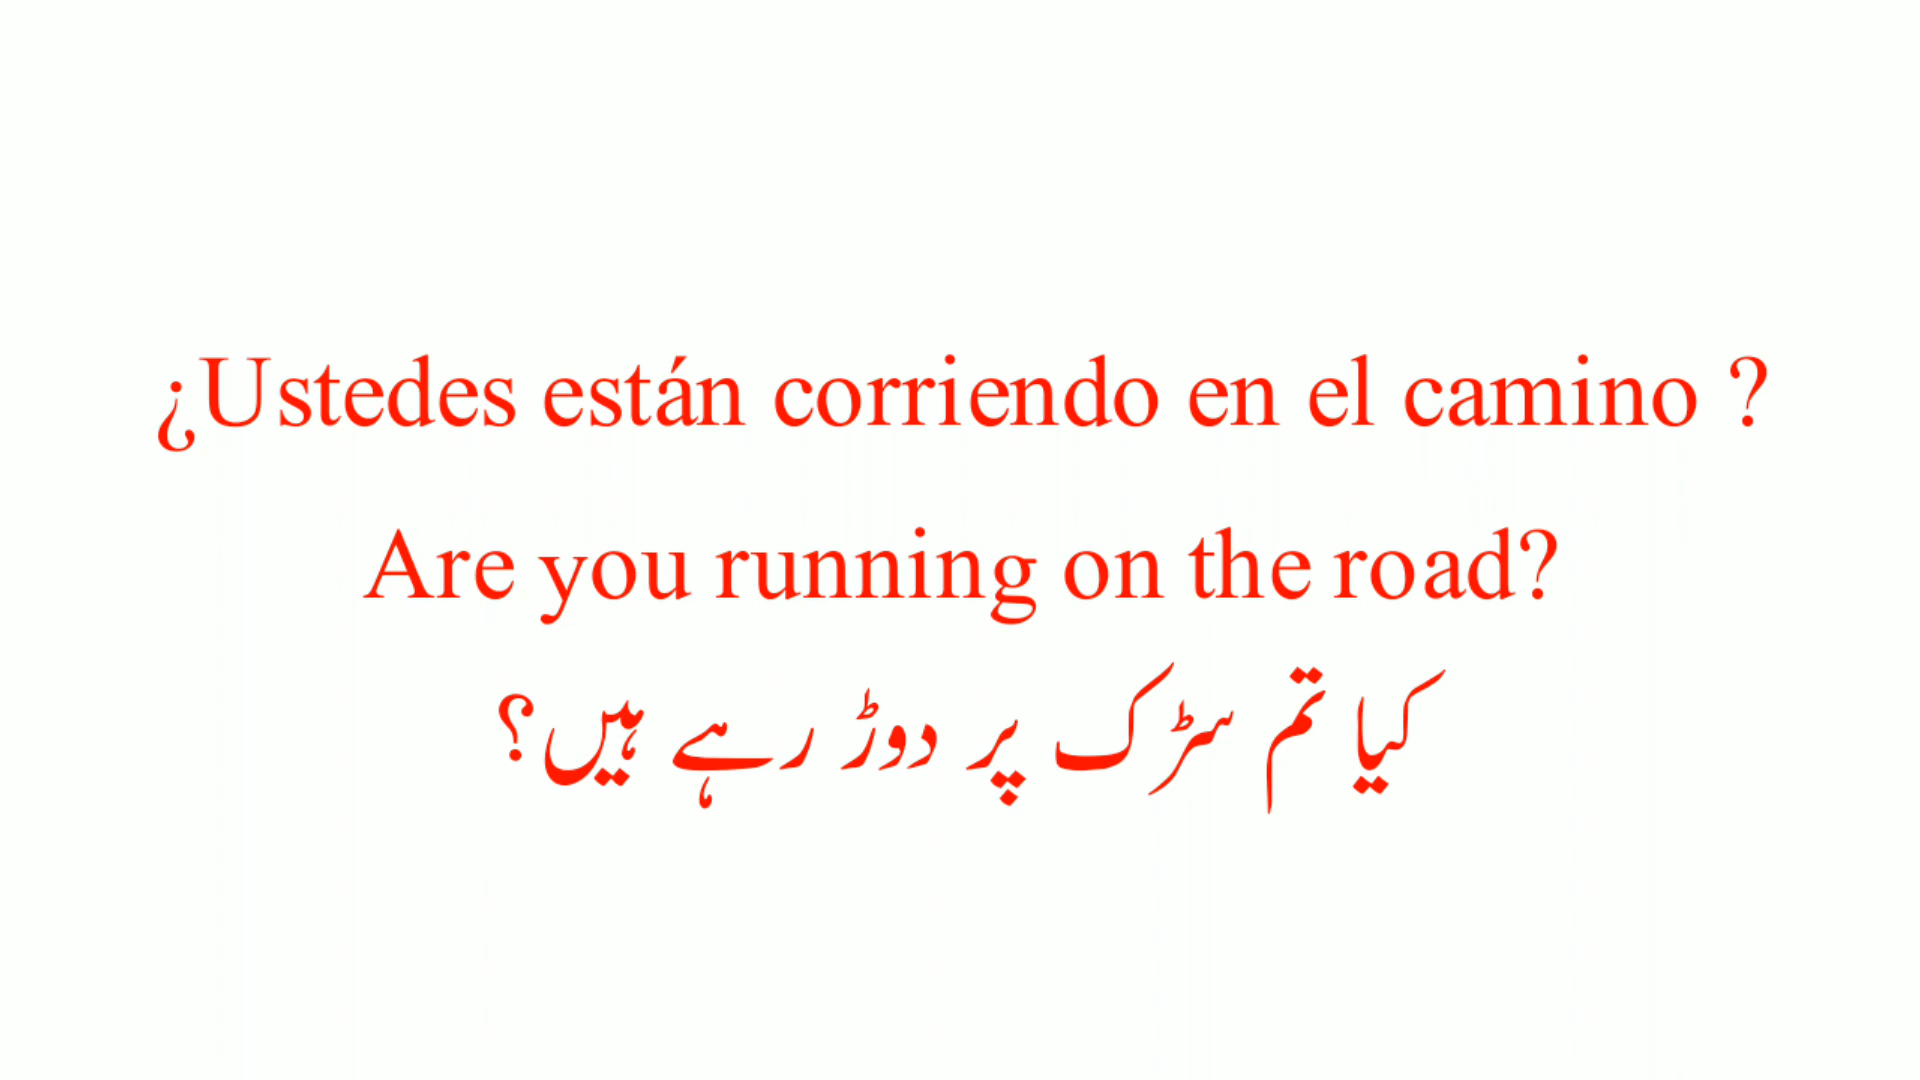 ¿Ustedes están corriendo en el camino ?
Are you running on the road?
کیا تم سڑک پر دوڑ رہے ہیں؟